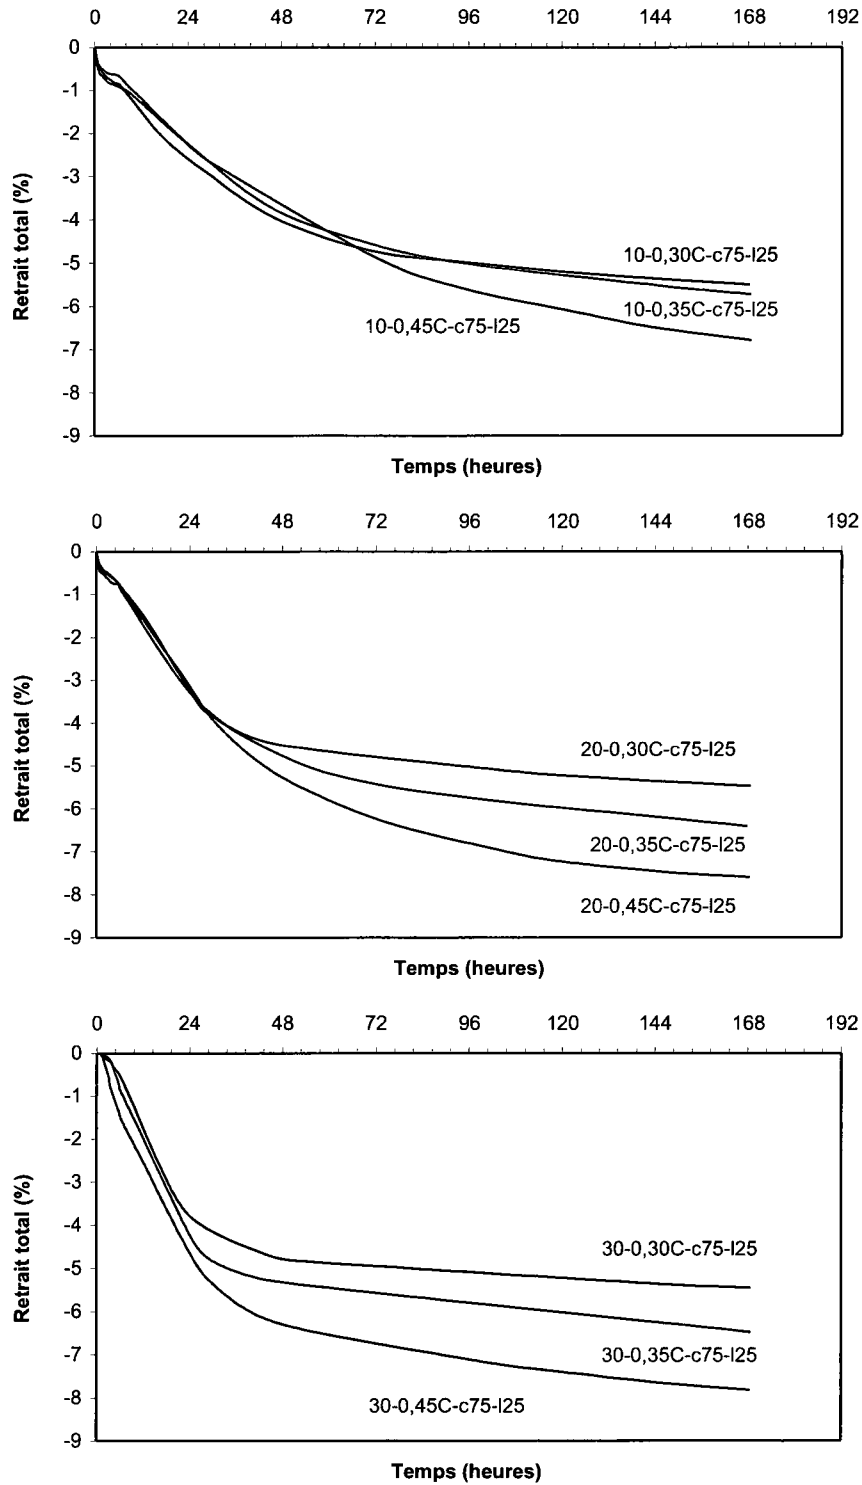 0 24 48 72 96 120 144 168 192
0
-1
-2
-3
-4
-5
-6
-7
-8
-9
Retrait total (%)
10-0,30C-c75-I25
10-0,35C-c75-I25
10-0,45C-c75-I25
Temps (heures)
0 24 48 72 96 120 144 168 192
0
-1
-2
-3
-4
-5
-6
-7
-8
-9
Retrait total (%)
20-0,30C-c75-I25
20-0,35C-c75-I25
20-0,45C-c75-I25
Temps (heures)
0 24 48 72 96 120 144 168 192
0
-1
-2
-3
-4
-5
-6
-7
-8
-9
Retrait total (%)
30-0,30C-c75-I25
30-0,35C-c75-I25
30-0,45C-c75-I25
Temps (heures)